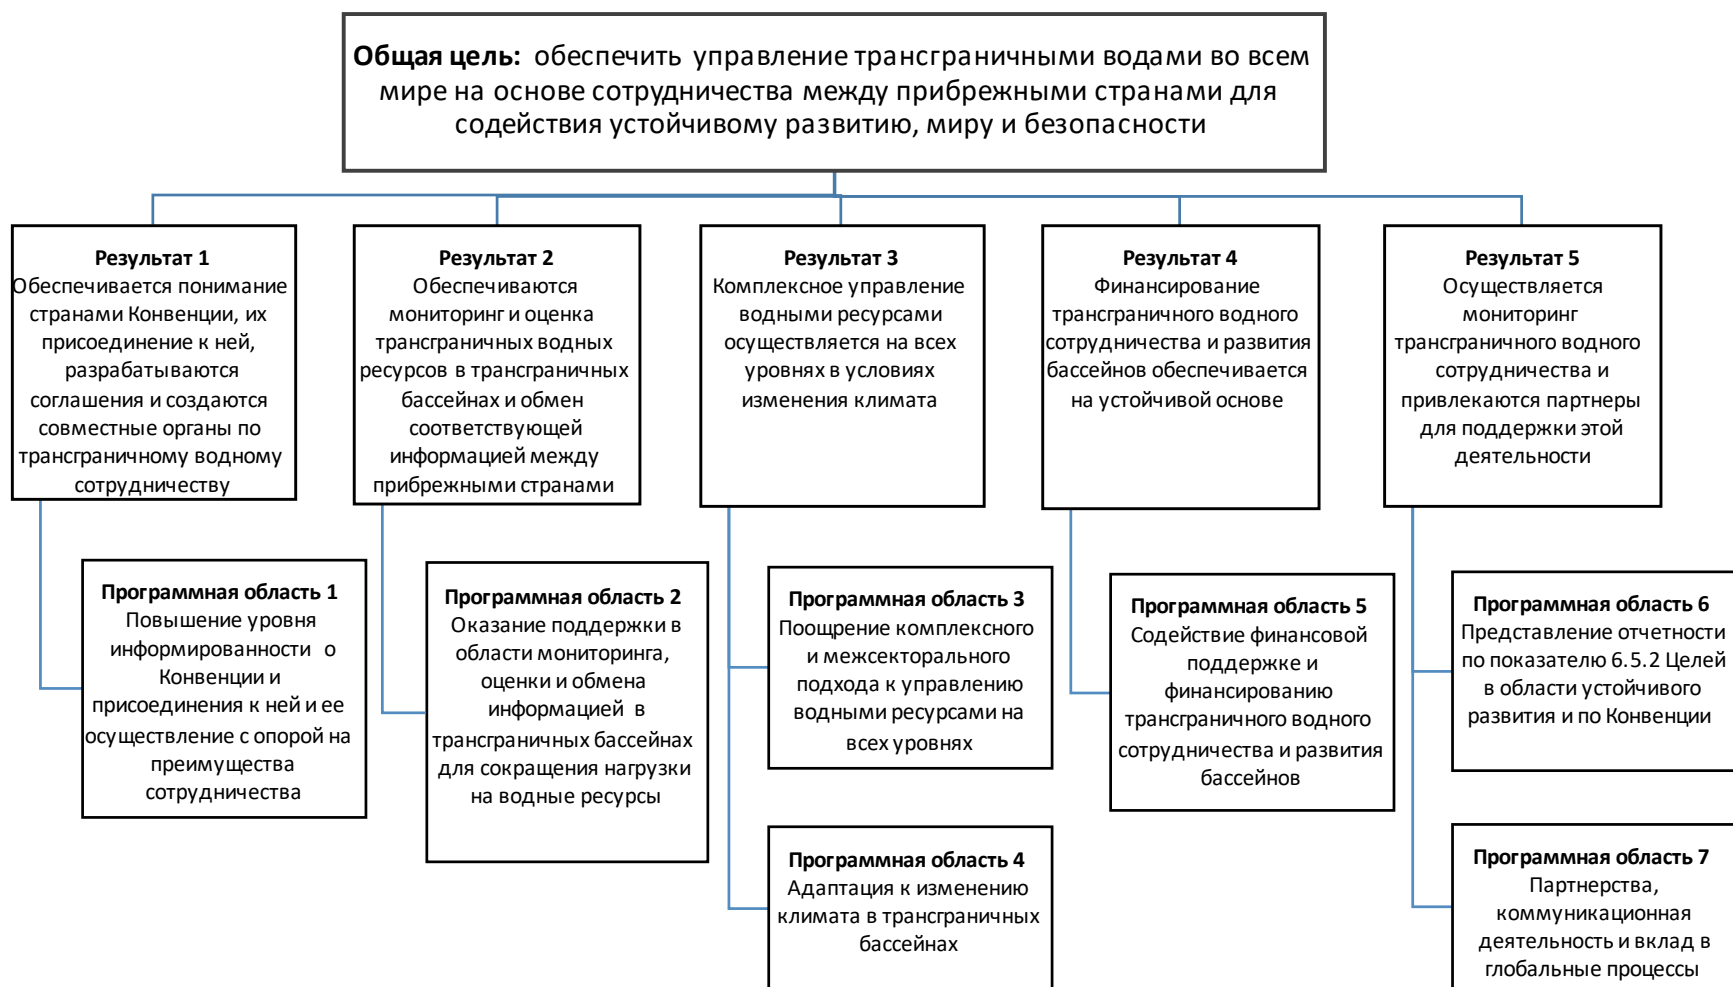 Общая цель: обеспечить управление трансграничными водами во всем
мире на основе сотрудничества между прибрежными странами для
содействия устойчивому развитию, миру и безопасности
Результат 1
Обеспечивается понимание
странами Конвенции, их
присоединение к ней,
разрабатываются
соглашения и создаются
совместные органы по
трансграничному водному
сотрудничеству
Результат 2
Обеспечиваются
мониторинг и оценка
трансграничных водных
ресурсов в трансграничных
бассейнах и обмен
соответствующей
информацией между
прибрежными странами
Результат 3
Комплексное управление
водными ресурсами
осуществляется на всех
уровнях в условиях
изменения климата
Результат 4
Финансирование
трансграничного водного
сотрудничества и развития
бассейнов обеспечивается
на устойчивой основе
Результат 5
Осуществляется
мониторинг
трансграничного водного
сотрудничества и
привлекаются партнеры
для поддержки этой
деятельности
Программная область 1
Повышение уровня
информированности о
Конвенции и
присоединения к ней и ее
осуществление с опорой на
преимущества
сотрудничества
Программная область 2
Оказание поддержки в
области мониторинга,
оценки и обмена
информацией в
трансграничных бассейнах
для сокращения нагрузки
на водные ресурсы
Программная область 3
Поощрение комплексного
и межсекторального
подхода к управлению
водными ресурсами на
всех уровнях
Программная область 4
Адаптация к изменению
климата в трансграничных
бассейнах
Программная область 5
Содействие финансовой
поддержке и
финансированию
трансграничного водного
сотрудничества и развития
бассейнов
Программная область 6
Представление отчетности
по показателю 6.5.2 Целей
в области устойчивого
развития и по Конвенции
Программная область 7
Партнерства,
коммуникационная
деятельность и вклад в
глобальные процессы